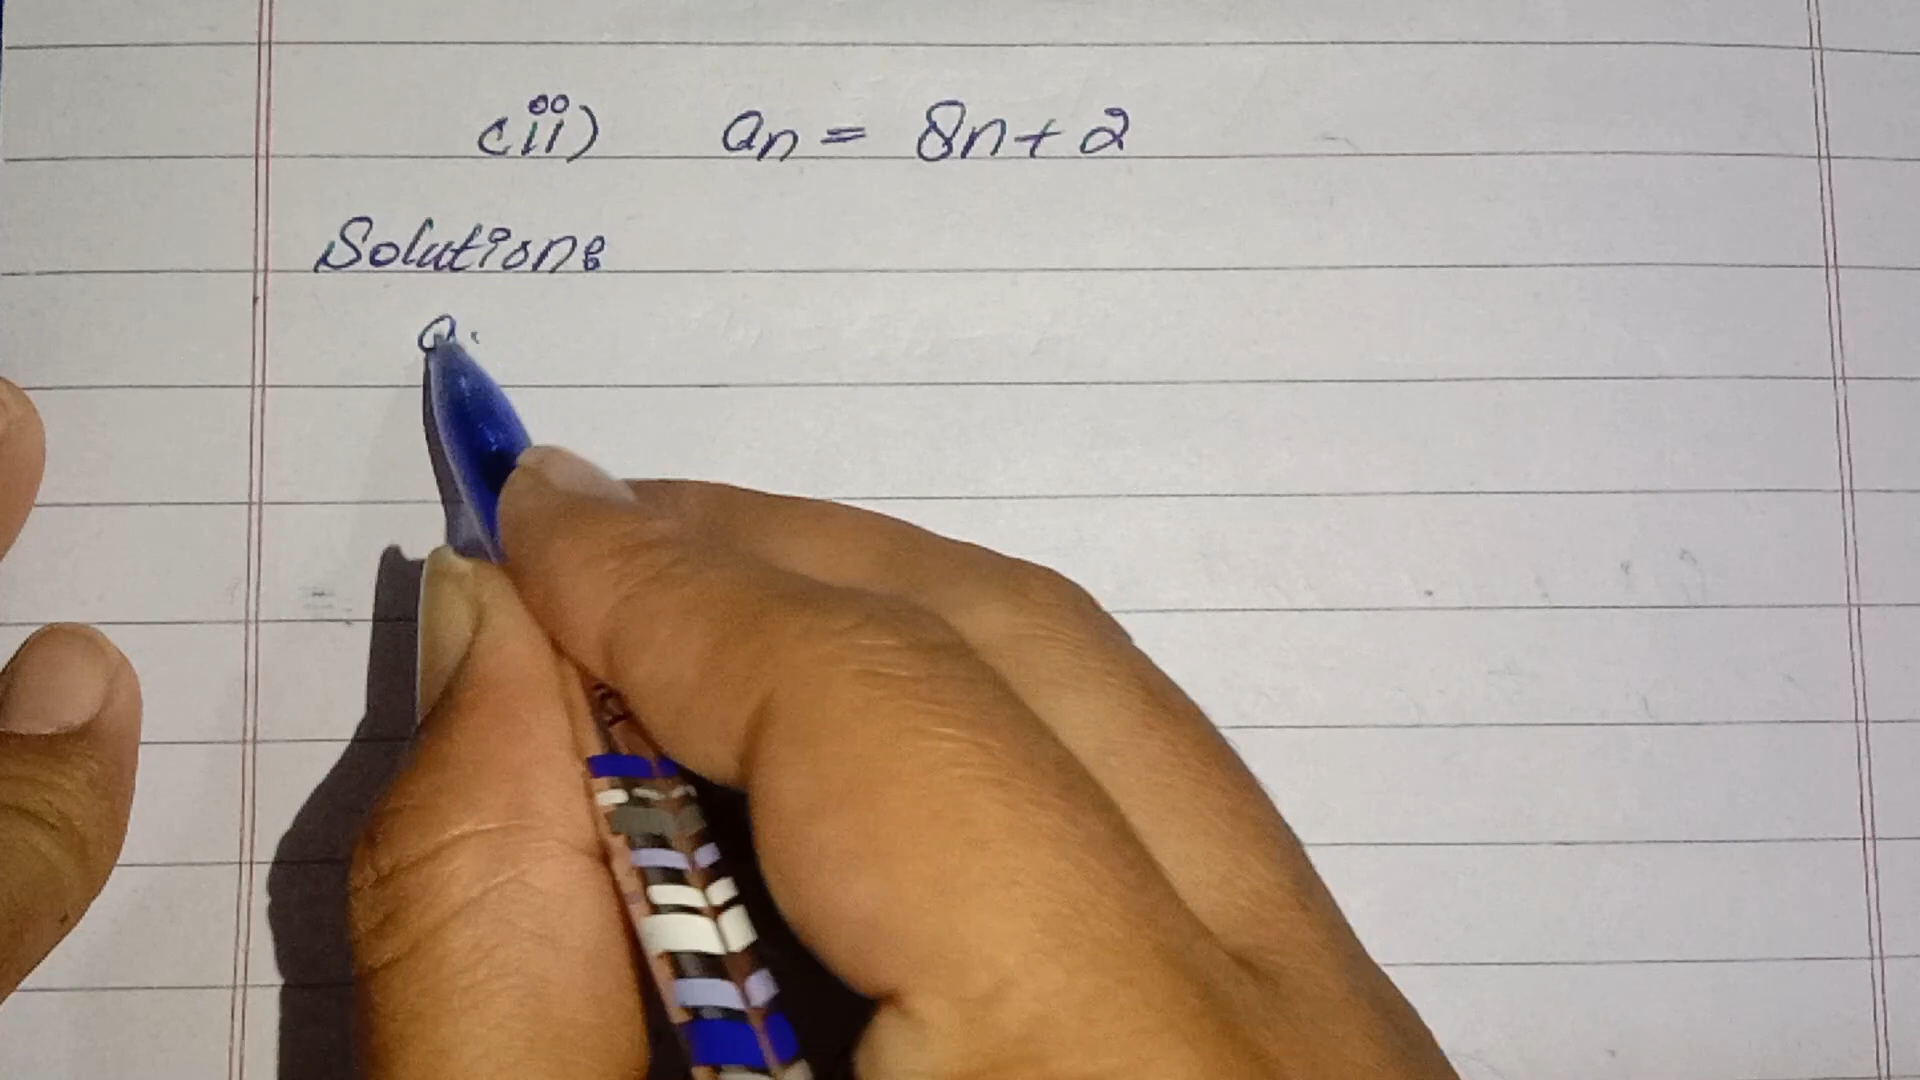 (ii) an = 8n+2
Solution:
a